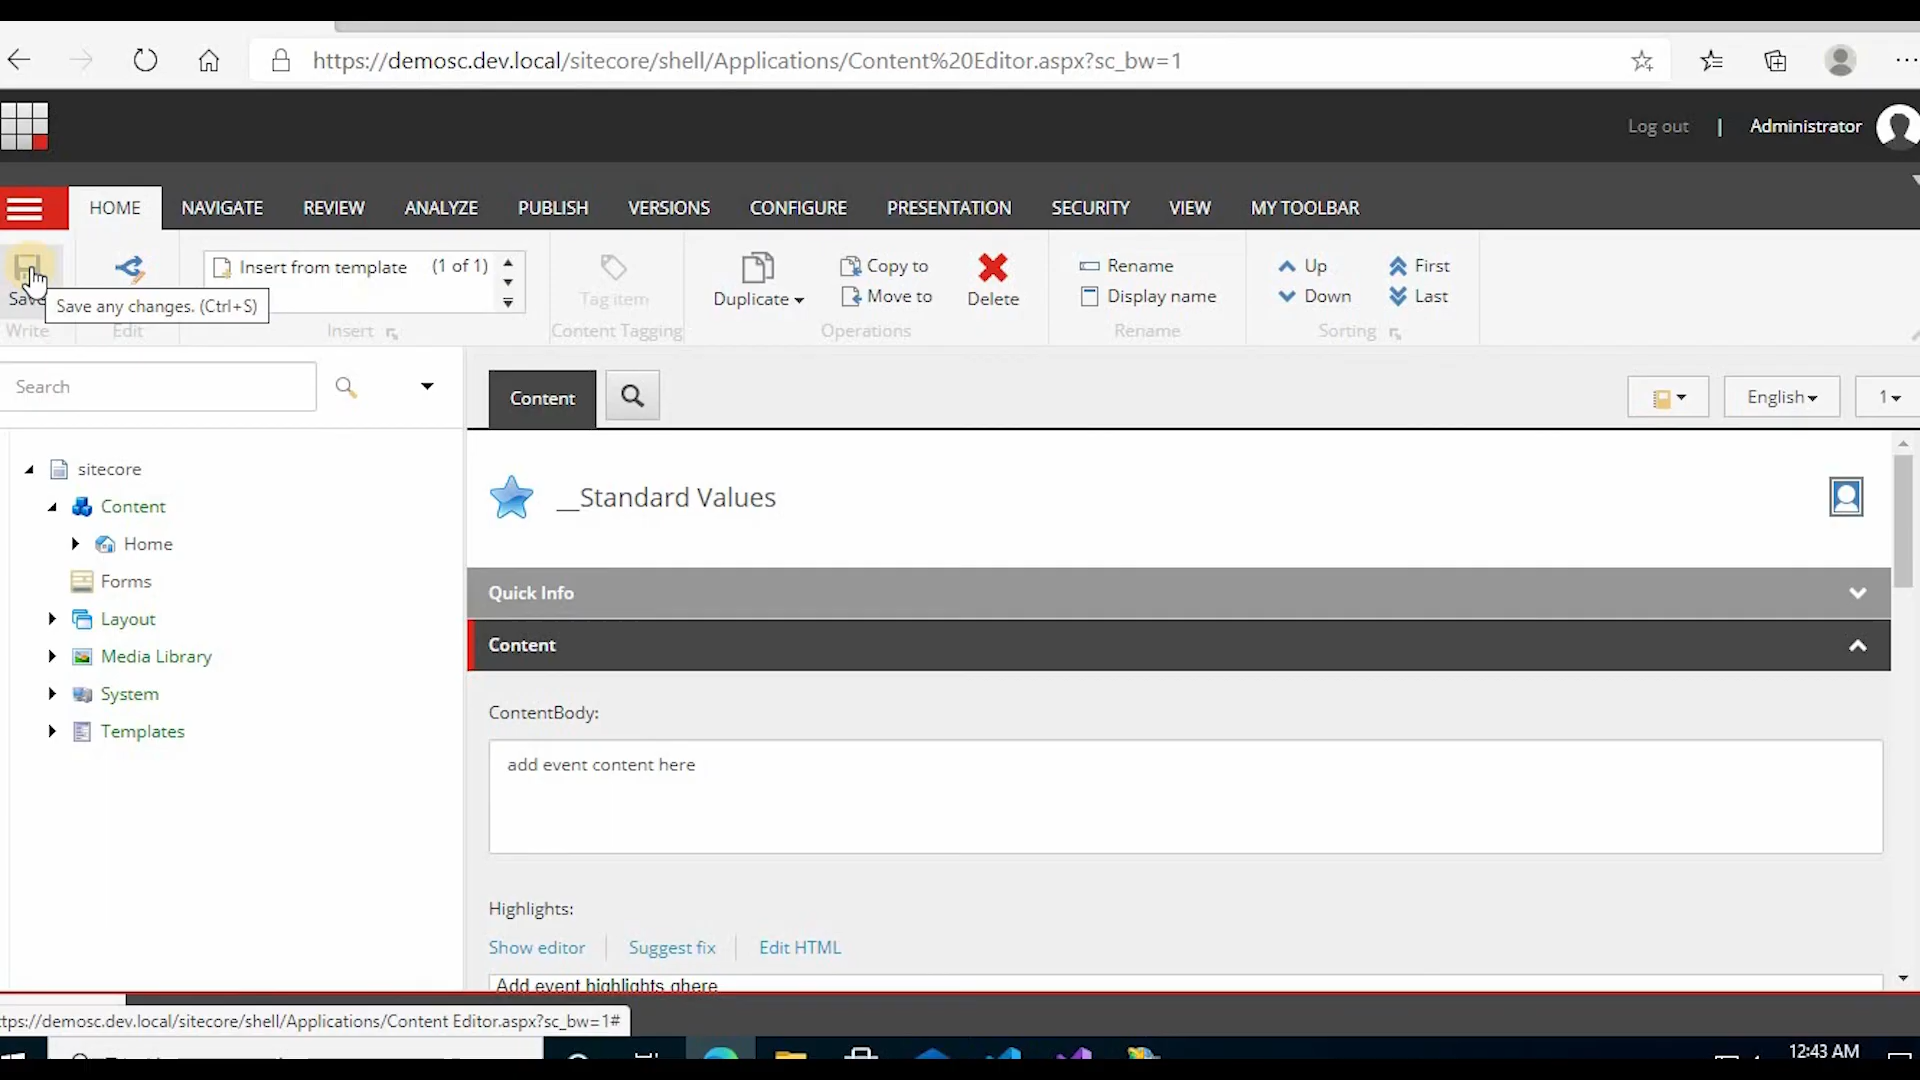 https://demosc.dev.local/sitecore/shell/Applications/Content%20Editor.aspx?sc_bw=1
Log out | Administrator
HOME NAVIGATE REVIEW ANALYZE PUBLISH VERSIONS CONFIGURE PRESENTATION SECURITY VIEW MY TOOLBAR
Insert from template (1 of 1)
Save
Save any changes. (Ctrl+S)
Write
Edit
Insert
Tag item
Content Tagging
Duplicate
Copy to
Move to
Delete
Operations
Rename
Display name
Rename
Up
Down
First
Last
Sorting
Search
Content
English
1
sitecore
Content
Home
Forms
Layout
Media Library
System
Templates
__Standard Values
Quick Info
Content
ContentBody:
add event content here
Highlights:
Show editor
Suggest fix
Edit HTML
Add event highlights qhere
tps://demosc.dev.local/sitecore/shell/Applications/Content Editor.aspx?sc_bw=1#
12:43 AM